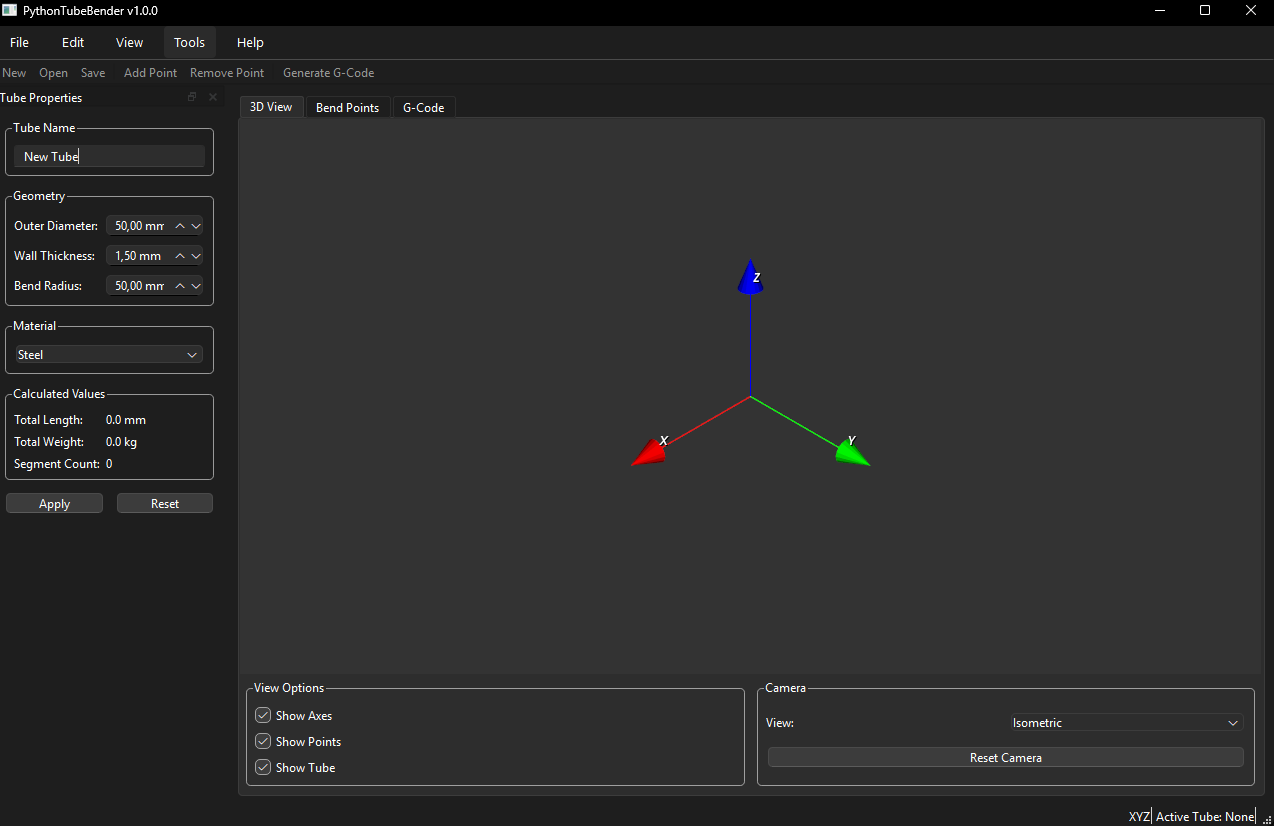 PythonTubeBender v1.0.0
File Edit View Tools Help
New Open Save Add Point Remove Point Generate G-Code
Tube Properties
Tube Name
New Tube
Geometry
Outer Diameter: 50,00 mm
Wall Thickness: 1,50 mm
Bend Radius: 50,00 mm
Material
Steel
Calculated Values
Total Length: 0.0 mm
Total Weight: 0.0 kg
Segment Count: 0
Apply Reset
3D View Bend Points G-Code
Z
X
Y
View Options
Show Axes
Show Points
Show Tube
Camera
View: Isometric
Reset Camera
XYZ Active Tube: None